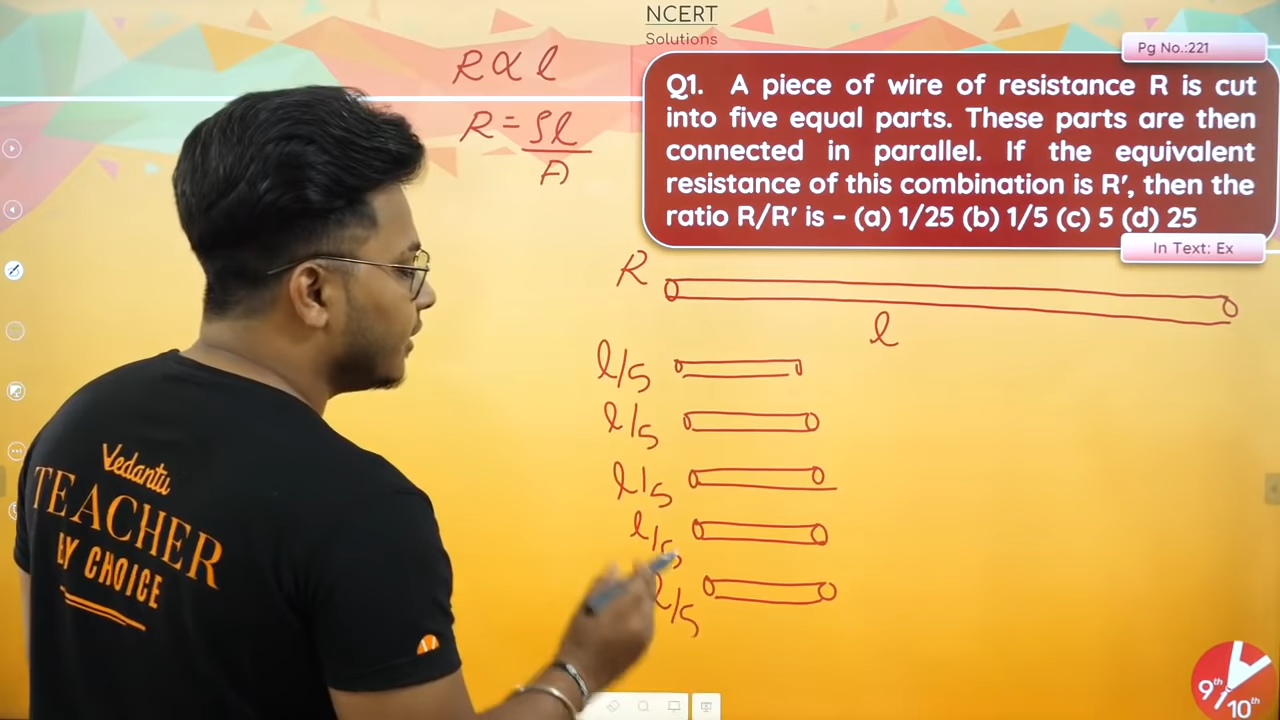 NCERT
Solutions
Pg No.:221
R ∝ l
R = ρl
A
Q1. A piece of wire of resistance R is cut
into five equal parts. These parts are then
connected in parallel. If the equivalent
resistance of this combination is R′, then the
ratio R/R′ is – (a) 1/25 (b) 1/5 (c) 5 (d) 25
In Text: Ex
R
l
l/5
l/5
l/5
l/5
l/5
Vedantu
TEACHER
BY CHOICE
9th/10th